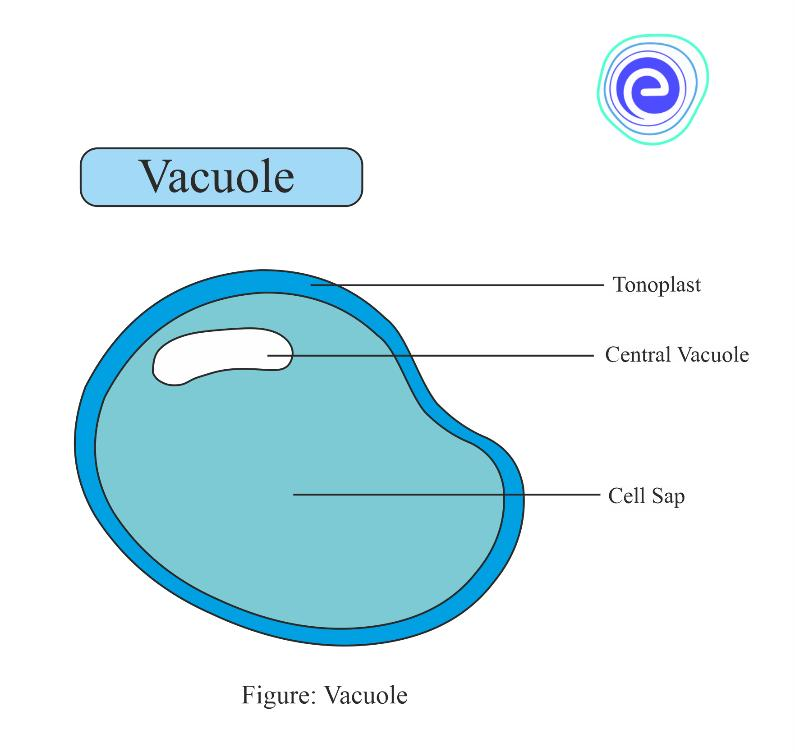 Vacuole
Tonoplast
Central Vacuole
Cell Sap
Figure: Vacuole